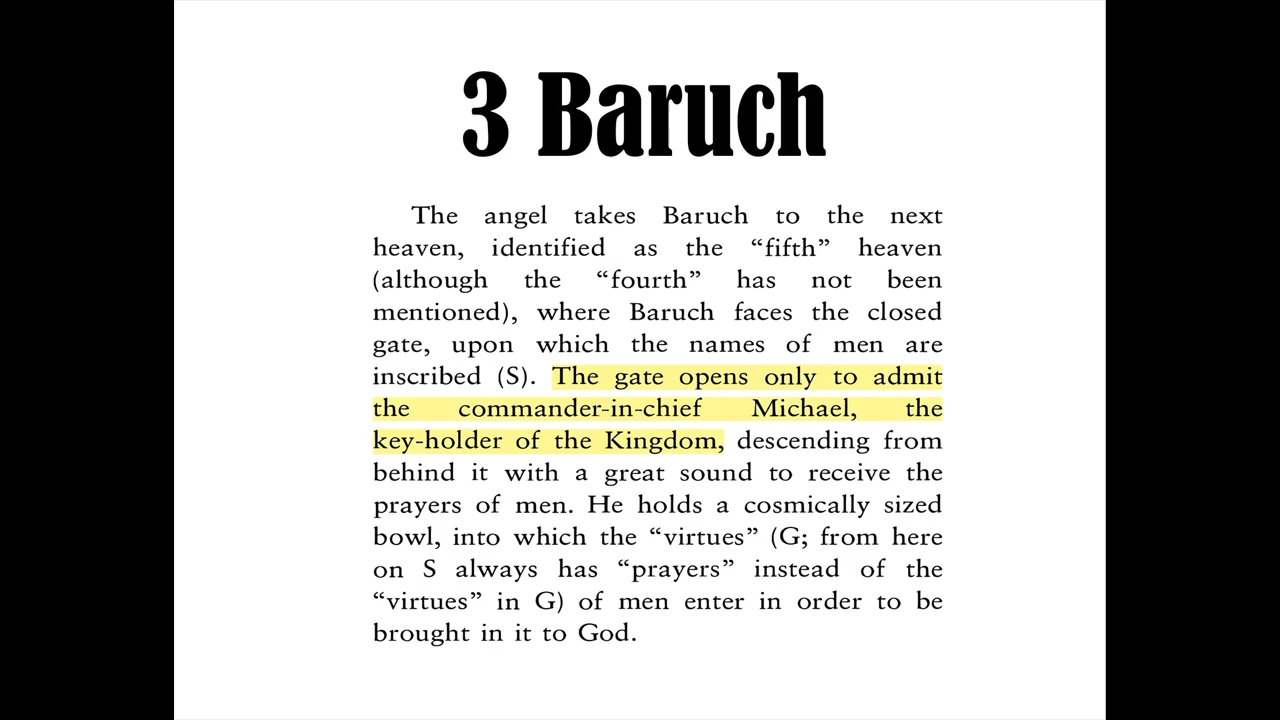 3 Baruch
The angel takes Baruch to the next
heaven, identified as the “fifth” heaven
(although the “fourth” has not been
mentioned), where Baruch faces the closed
gate, upon which the names of men are
inscribed (S). The gate opens only to admit
the commander-in-chief Michael, the
key-holder of the Kingdom, descending from
behind it with a great sound to receive the
prayers of men. He holds a cosmically sized
bowl, into which the “virtues” (G; from here
on S always has “prayers” instead of the
“virtues” in G) of men enter in order to be
brought in it to God.